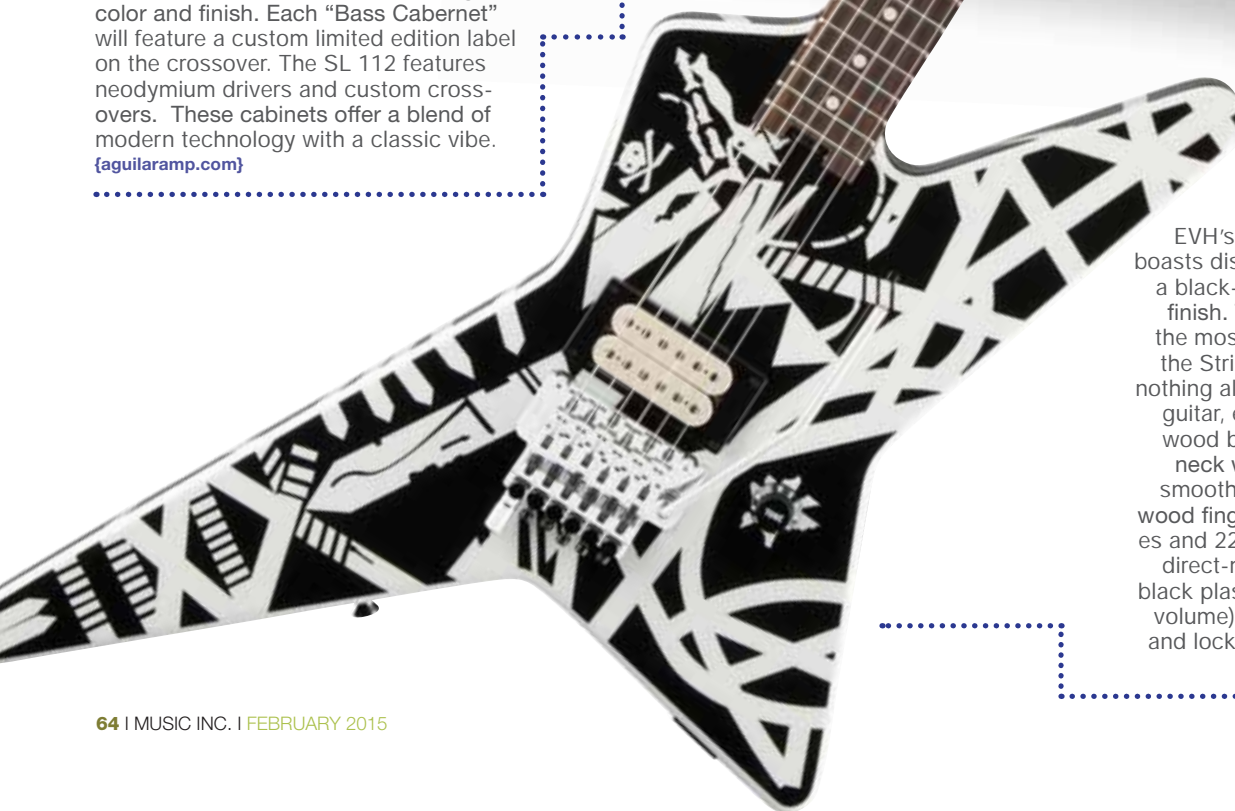 color and finish. Each “Bass Cabernet”
will feature a custom limited edition label
on the crossover. The SL 112 features
neodymium drivers and custom cross-
overs. These cabinets offer a blend of
modern technology with a classic vibe.
{aguilaramp.com}
EVH’s
boasts dis
a black-
finish.
the mos
the Stri
nothing al
guitar, e
wood b
neck w
smooth
wood fing
es and 22
direct-r
black plas
volume)
and lock
64 I MUSIC INC. I FEBRUARY 2015